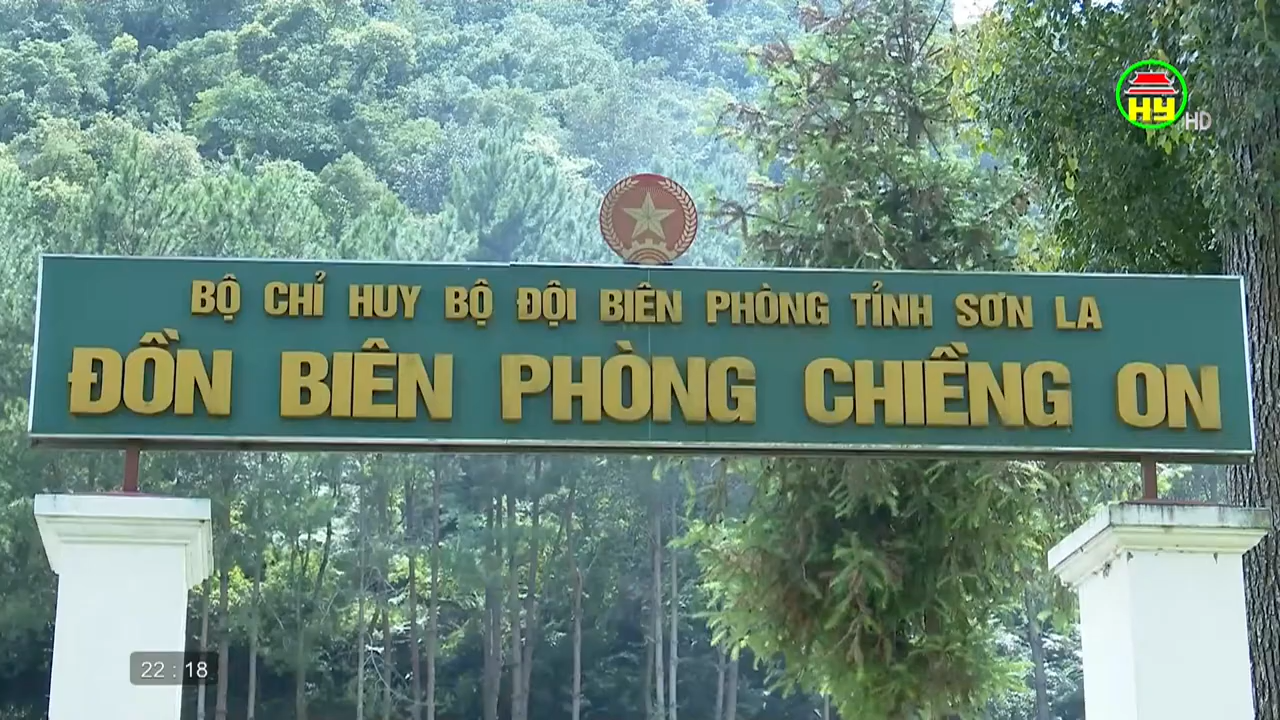 HY HD
BỘ CHỈ HUY BỘ ĐỘI BIÊN PHÒNG TỈNH SƠN LA
ĐỒN BIÊN PHÒNG CHIỀNG ON
22 : 18